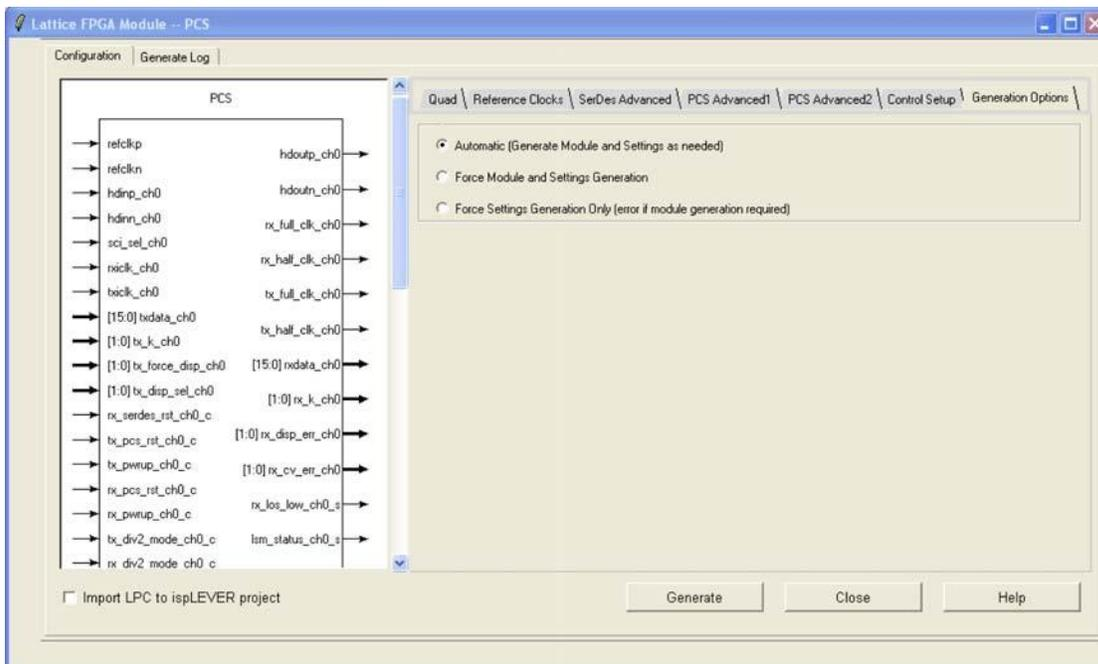 Lattice FPGA Module -- PCS
Configuration
Generate Log
PCS
refclkp
refclkn
hdinp_ch0
hdinn_ch0
sci_sel_ch0
rxiclk_ch0
txiclk_ch0
[15:0] txdata_ch0
[1:0] tx_k_ch0
[1:0] tx_force_disp_ch0
[1:0] tx_disp_sel_ch0
rx_serdes_rst_ch0_c
tx_pcs_rst_ch0_c
tx_pwrup_ch0_c
rx_pcs_rst_ch0_c
rx_pwrup_ch0_c
tx_div2_mode_ch0_c
rx_div2_mode_ch0_c
hdoutp_ch0
hdoutn_ch0
rx_full_clk_ch0
rx_half_clk_ch0
tx_full_clk_ch0
tx_half_clk_ch0
[15:0] rxdata_ch0
[1:0] rx_k_ch0
[1:0] rx_disp_err_ch0
[1:0] rx_cv_err_ch0
rx_los_low_ch0_s
lsm_status_ch0_s
Quad \ Reference Clocks \ SerDes Advanced \ PCS Advanced1 \ PCS Advanced2 \ Control Setup \ Generation Options \
Automatic (Generate Module and Settings as needed)
Force Module and Settings Generation
Force Settings Generation Only (error if module generation required)
Import LPC to ispLEVER project
Generate
Close
Help